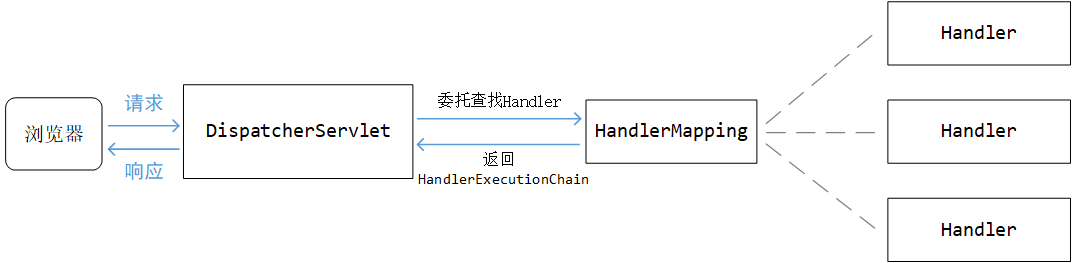 浏览器
请求
响应
DispatcherServlet
委托查找Handler
返回
HandlerExecutionChain
HandlerMapping
Handler
Handler
Handler